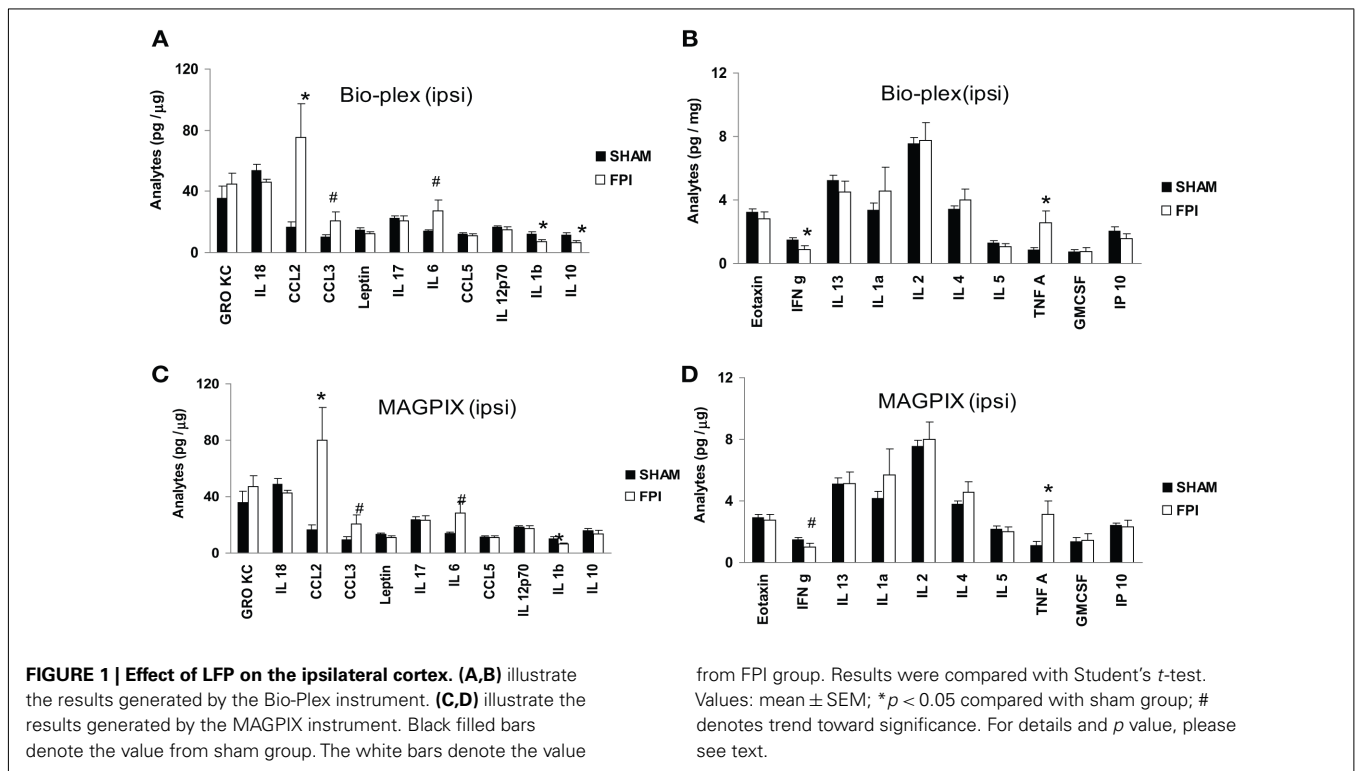 A
120
80
40
0
Analytes (pg /µg)
Bio-plex (ipsi)
*
#
#
*
*
SHAM
FPI
GRO KC
IL 18
CCL2
CCL3
Leptin
IL 17
IL 6
CCL5
IL 12p70
IL 1b
IL 10
B
12
8
4
0
Analytes (pg / mg)
Bio-plex(ipsi)
*
*
SHAM
FPI
Eotaxin
IFN g
IL 13
IL 1a
IL 2
IL 4
IL 5
TNF A
GMCSF
IP 10
C
120
80
40
0
Analytes (pg /µg)
MAGPIX (ipsi)
*
#
#
*
SHAM
FPI
GRO KC
IL 18
CCL2
CCL3
Leptin
IL 17
IL 6
CCL5
IL 12p70
IL 1b
IL 10
D
12
8
4
0
Analytes (pg /µg)
MAGPIX (ipsi)
#
*
SHAM
FPI
Eotaxin
IFN g
IL 13
IL 1a
IL 2
IL 4
IL 5
TNF A
GMCSF
IP 10
FIGURE 1 | Effect of LFP on the ipsilateral cortex. (A,B) illustrate
the results generated by the Bio-Plex instrument. (C,D) illustrate the
results generated by the MAGPIX instrument. Black filled bars
denote the value from sham group. The white bars denote the value
from FPI group. Results were compared with Student's t-test.
Values: mean ± SEM; *p < 0.05 compared with sham group; #
denotes trend toward significance. For details and p value, please
see text.